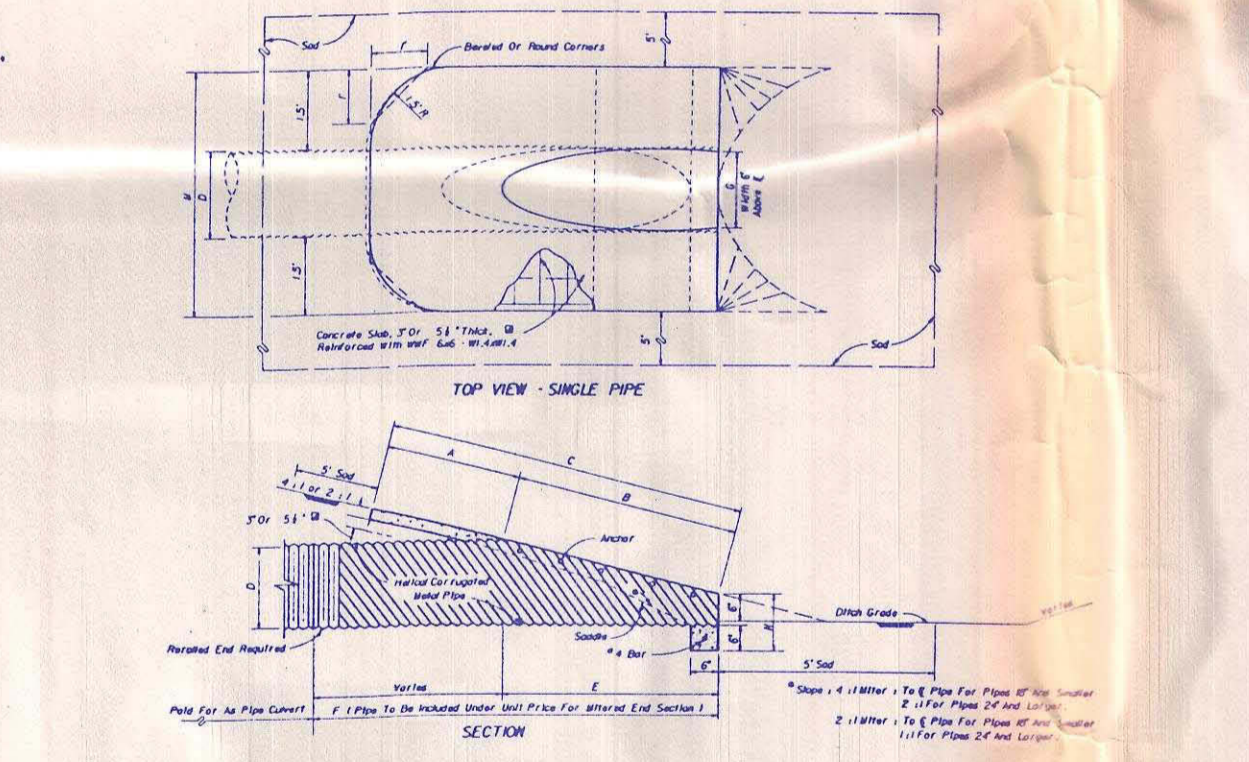 Sod
r
Beveled Or Round Corners
5'
1.5'
r
1.5' R
W
D
G
Width 6"
Above ℄
1.5'
Concrete Slab, 3" Or 5½" Thick,
Reinforced With WWF 6x6 - W1.4xW1.4
5'
Sod
TOP VIEW - SINGLE PIPE
C
A
B
5' Sod
4:1 or 2:1
3" Or 5½"
Anchor
D
Helical Corrugated
Metal Pipe
Saddle
#4 Bar
6"
6"
Ditch Grade
Varies
Rerolled End Required
6"
5' Sod
Varies
E
Paid For As Pipe Culvert
F ( Pipe To Be Included Under Unit Price For Mitered End Section )
SECTION
Slope : 4:1 Miter : To ℄ Pipe For Pipes 18" And Smaller
2:1 For Pipes 24" And Larger.
2:1 Miter : To ℄ Pipe For Pipes 18" And Smaller
1:1 For Pipes 24" And Larger.